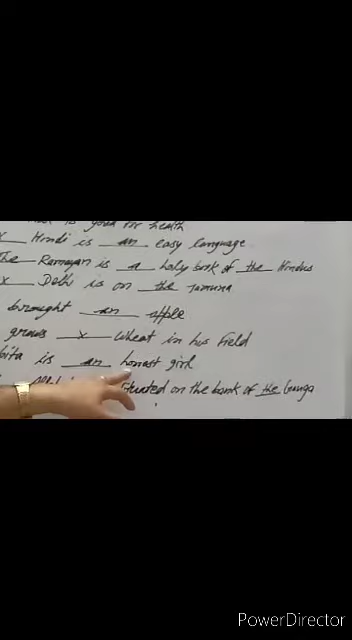 is good for health
x Hindi is an easy language
The Ramayan is a holy book of the Hindus
x Delhi is on the Yamuna
brought an apple
grows x Wheat in his field
is an honest girl
situated on the bank of the Ganga
PowerDirector